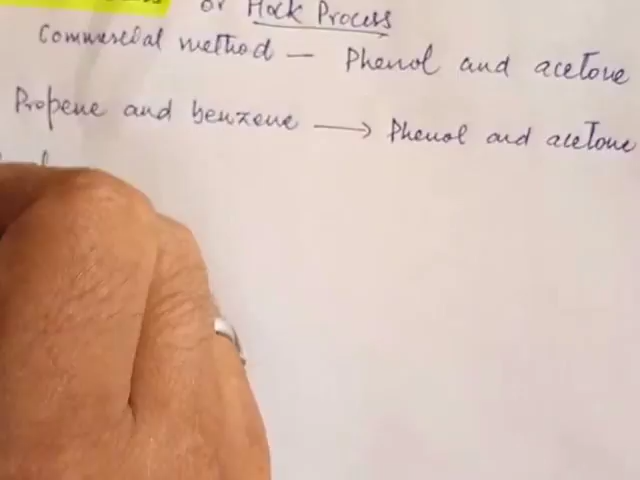 or Hock Process
Commercial method — Phenol and acetone
Propene and benzene ⟶ Phenol and acetone